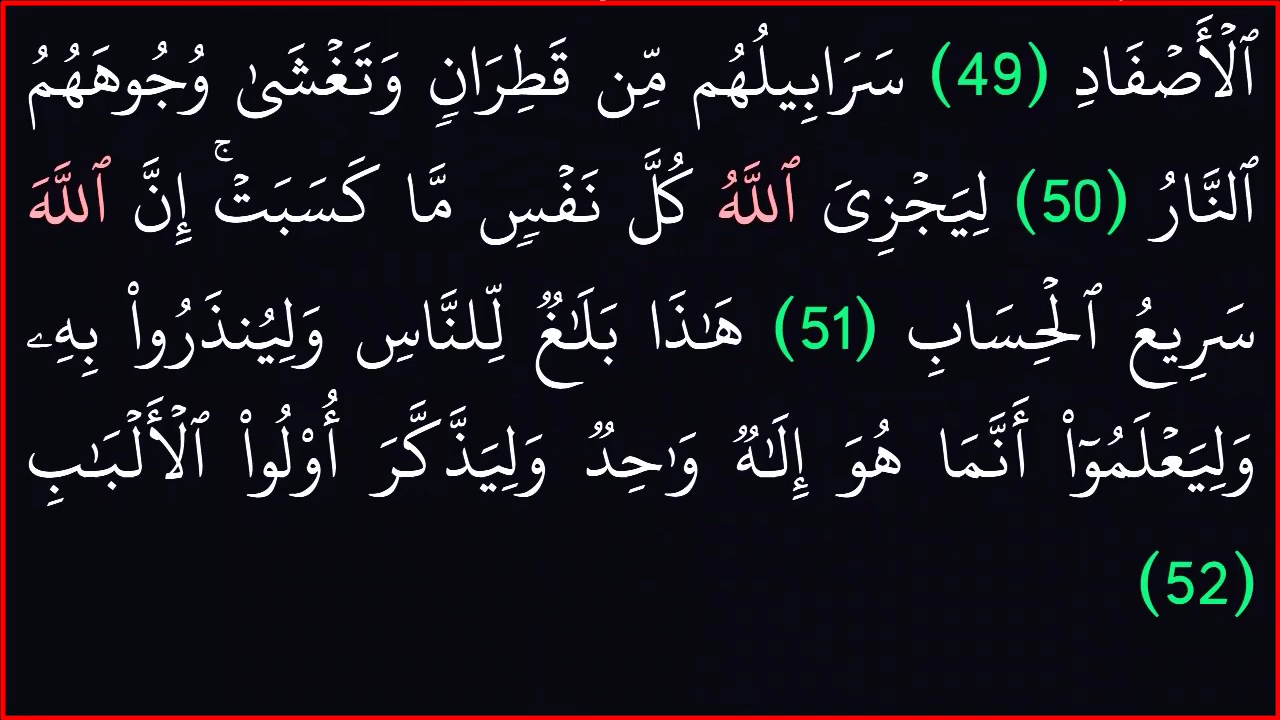 ٱلۡأَصۡفَادِ (49) سَرَابِيلُهُم مِّن قَطِرَانٖ وَتَغۡشَىٰ وُجُوهَهُمُ
ٱلنَّارُ (50) لِيَجۡزِيَ ٱللَّهُ كُلَّ نَفۡسٖ مَّا كَسَبَتۡۚ إِنَّ ٱللَّهَ
سَرِيعُ ٱلۡحِسَابِ (51) هَٰذَا بَلَٰغٞ لِّلنَّاسِ وَلِيُنذَرُواْ بِهِۦ
وَلِيَعۡلَمُوٓاْ أَنَّمَا هُوَ إِلَٰهٞ وَٰحِدٞ وَلِيَذَّكَّرَ أُوْلُواْ ٱلۡأَلۡبَٰبِ
(52)